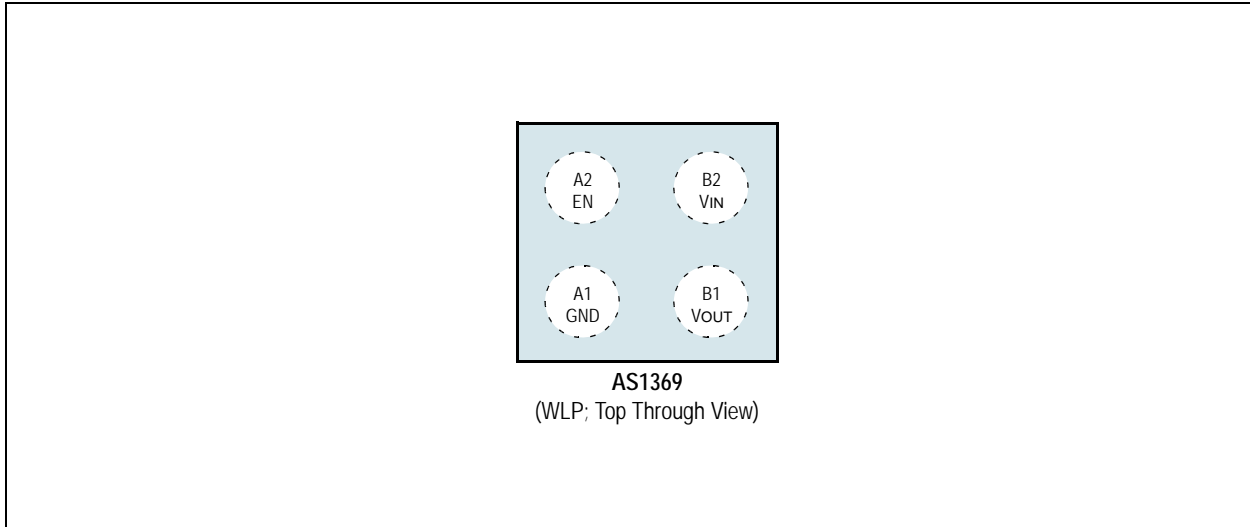 A2
EN
B2
VIN
A1
GND
B1
VOUT
AS1369
(WLP; Top Through View)